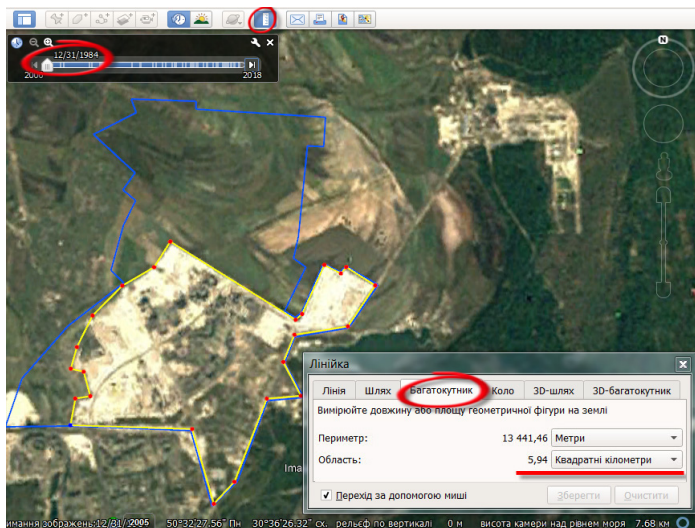 12/31/1984
2000
2018
N
Лінійка
Лінія Шлях Багатокутник Коло 3D-шлях 3D-багатокутник
Вимірюйте довжину або площу геометричної фігури на землі
Периметр: 13 441,46 Метри
Область: 5,94 Квадратні кілометри
Перехід за допомогою миші Зберегти Очистити
Ima
имання зображень: 12/31/2005 50°32'27.56" Пн 30°36'26.32" сх. рельєф по вертикалі 0 м висота камери над рівнем моря 7.68 км